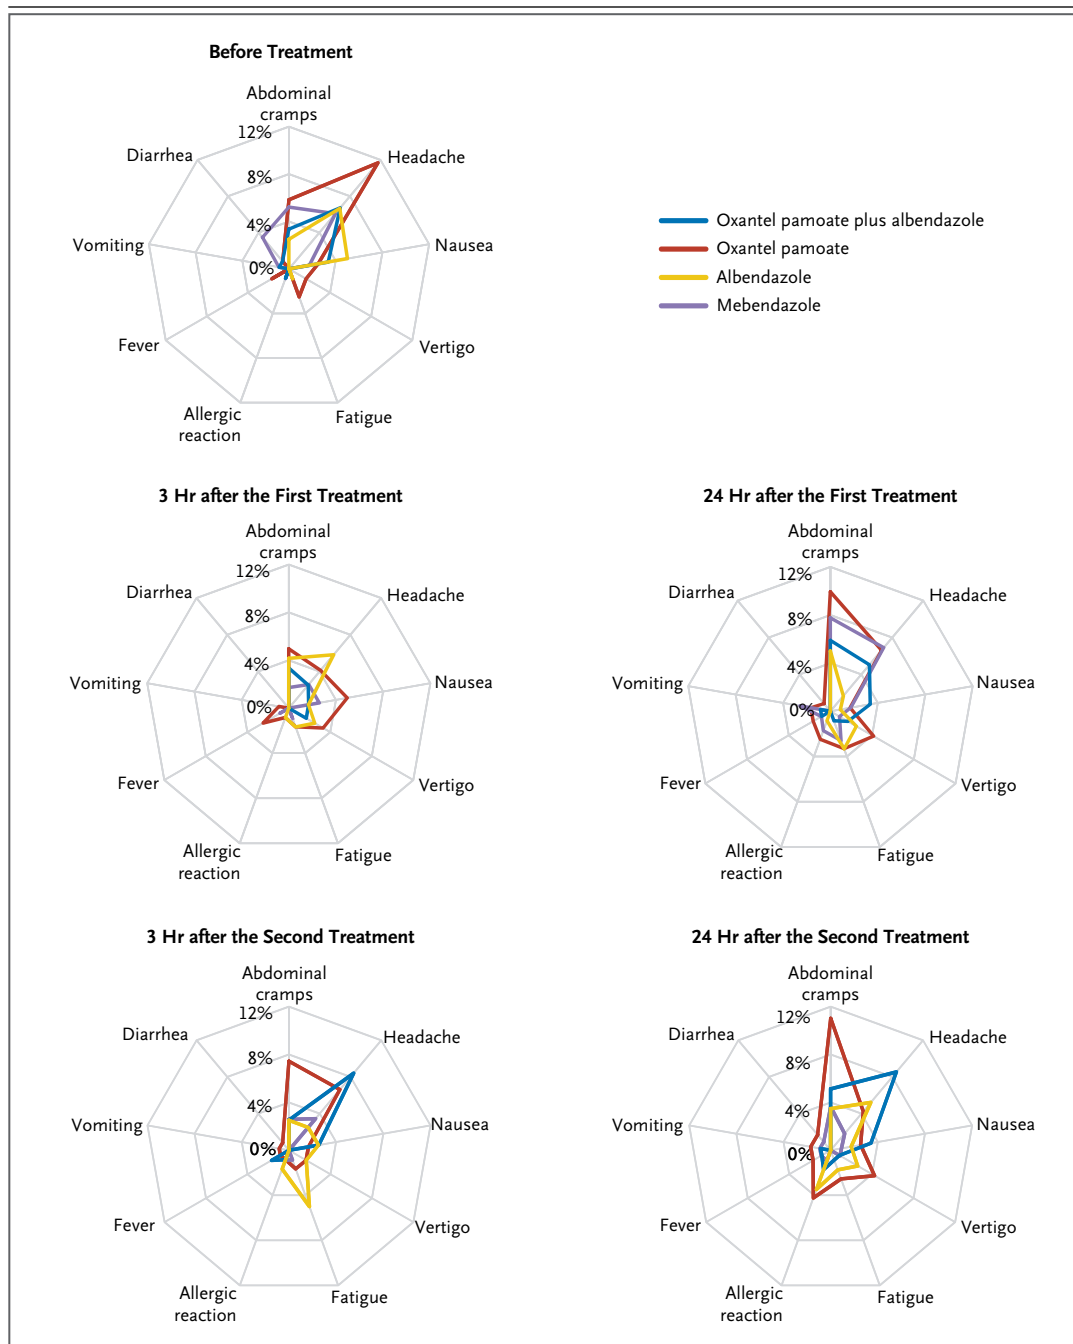 Before Treatment
Abdominal
cramps
12%
Diarrhea
Headache
8%
4%
Vomiting
Nausea
0%
Fever
Vertigo
Allergic
reaction
Fatigue
Oxantel pamoate plus albendazole
Oxantel pamoate
Albendazole
Mebendazole
3 Hr after the First Treatment
Abdominal
cramps
12%
Diarrhea
Headache
8%
4%
Vomiting
Nausea
0%
Fever
Vertigo
Allergic
reaction
Fatigue
24 Hr after the First Treatment
Abdominal
cramps
12%
Diarrhea
Headache
8%
4%
Vomiting
Nausea
0%
Fever
Vertigo
Allergic
reaction
Fatigue
3 Hr after the Second Treatment
Abdominal
cramps
12%
Diarrhea
Headache
8%
4%
Vomiting
Nausea
0%
Fever
Vertigo
Allergic
reaction
Fatigue
24 Hr after the Second Treatment
Abdominal
cramps
12%
Diarrhea
Headache
8%
4%
Vomiting
Nausea
0%
Fever
Vertigo
Allergic
reaction
Fatigue